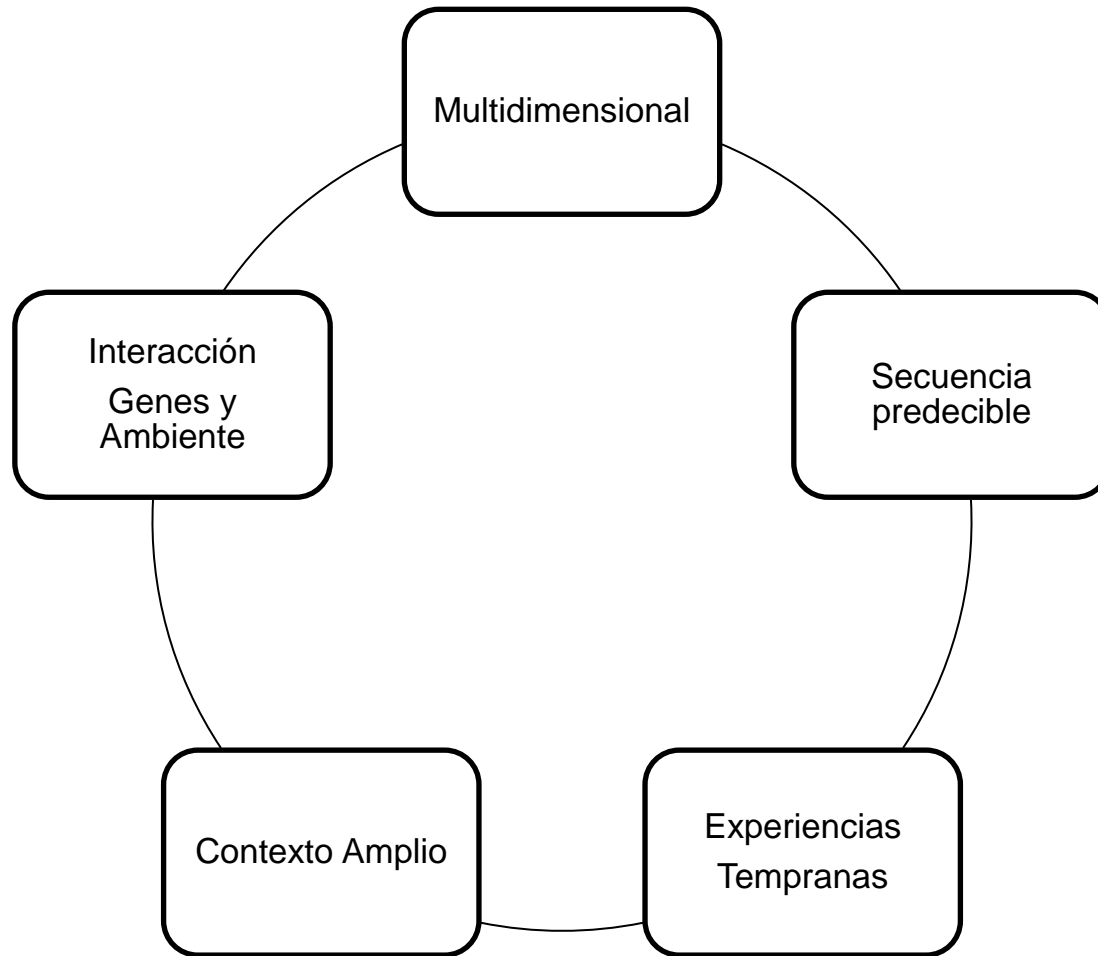 Multidimensional
Secuencia
predecible
Experiencias
Tempranas
Contexto Amplio
Interacción
Genes y
Ambiente